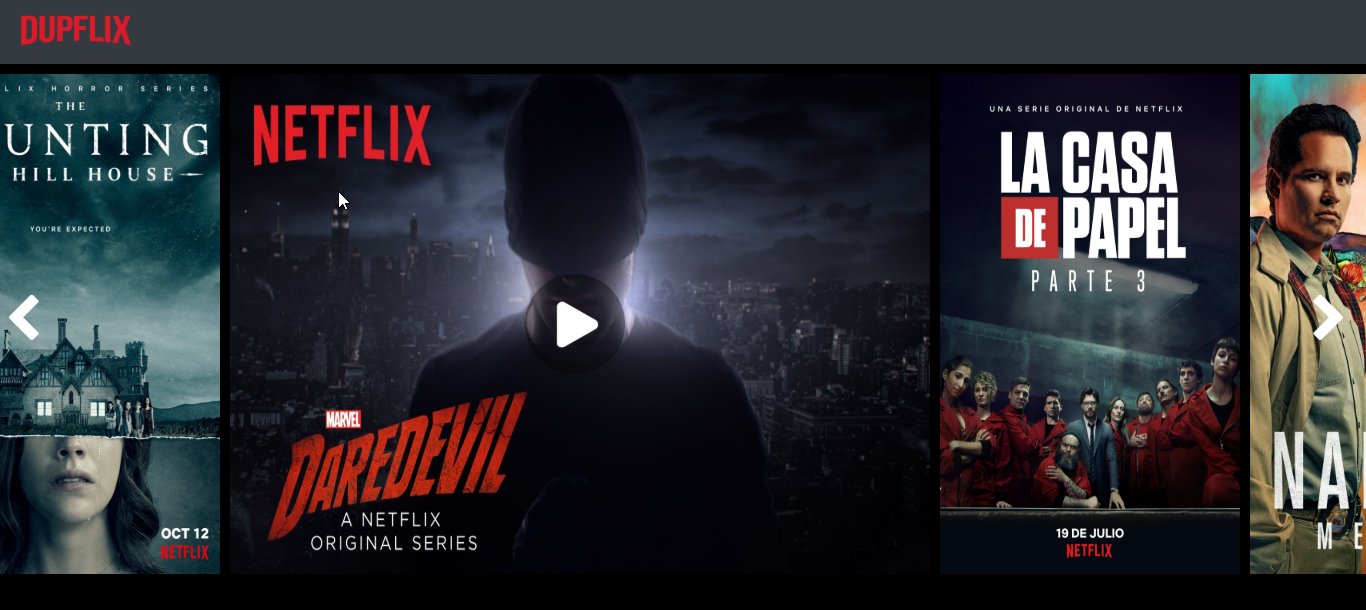 DUPFLIX
LIX HORROR SERIES
THE
UNTING
HILL HOUSE
YOU'RE EXPECTED
OCT 12
NETFLIX
NETFLIX
MARVEL
DAREDEVIL
A NETFLIX
ORIGINAL SERIES
UNA SERIE ORIGINAL DE NETFLIX
LA CASA
DE PAPEL
PARTE 3
19 DE JULIO
NETFLIX
NA
M E